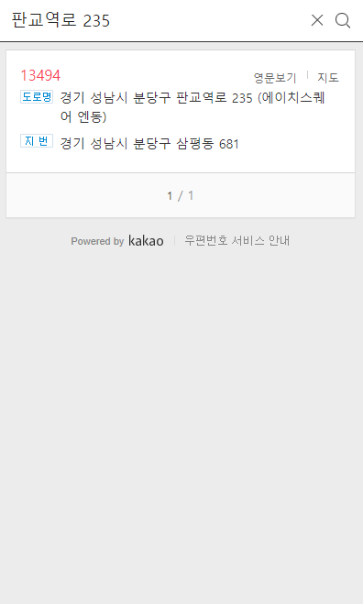 판교역로 235
13494
영문보기 지도
도로명 경기 성남시 분당구 판교역로 235 (에이치스퀘
어 엔동)
지번 경기 성남시 분당구 삼평동 681
1 / 1
Powered by kakao 우편번호 서비스 안내